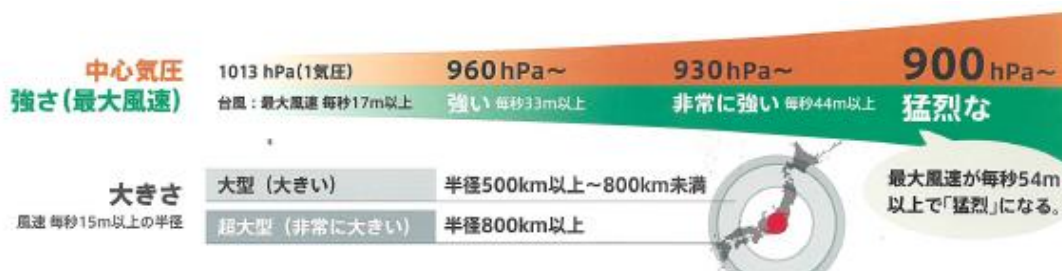 中心気圧
1013 hPa(1気圧)
960hPa~
930hPa~
900hPa~
強さ(最大風速)
台風:最大風速 毎秒17m以上
強い 毎秒33m以上
非常に強い 毎秒44m以上
猛烈な
最大風速が毎秒54m
以上で「猛烈」になる。
大きさ
風速 毎秒15m以上の半径
大型(大きい)
半径500km以上~800km未満
超大型(非常に大きい)
半径800km以上